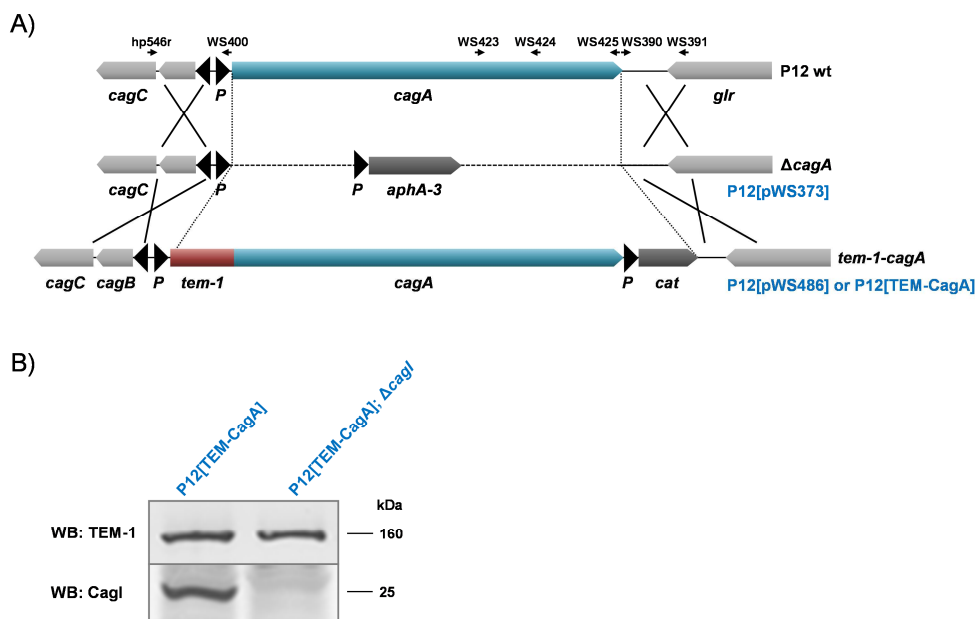 A)
hp546r WS400 WS423 WS424 WS425 WS390 WS391
P12 wt
cagC P cagA glr
ΔcagA
cagC P P aphA-3
P12[pWS373]
tem-1-cagA
cagC cagB P tem-1 cagA P cat
P12[pWS486] or P12[TEM-CagA]
B)
P12[TEM-CagA]
P12[TEM-CagA]; ΔcagI
kDa
WB: TEM-1 160
WB: CagI 25